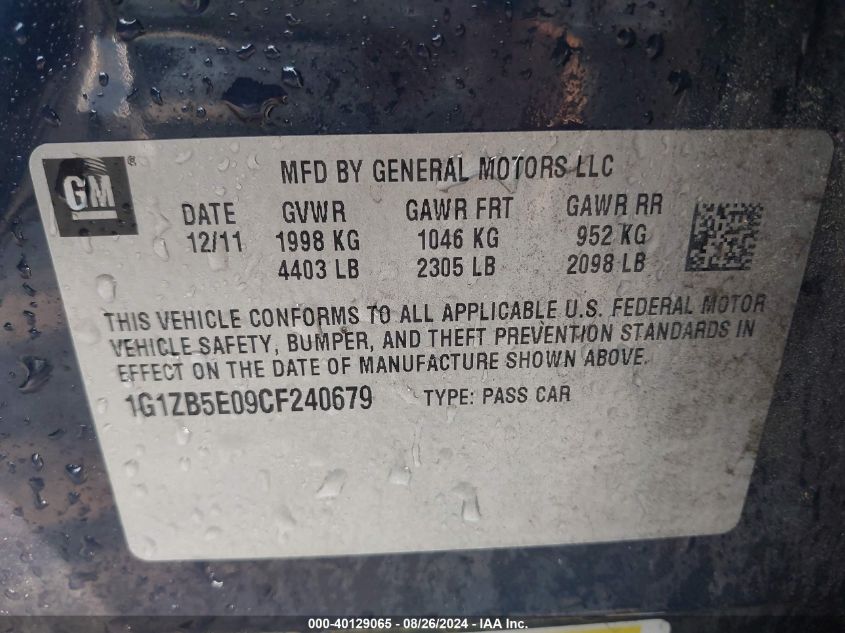 GM ®
MFD BY GENERAL MOTORS LLC
DATE GVWR GAWR FRT GAWR RR
12/11 1998 KG 1046 KG 952 KG
4403 LB 2305 LB 2098 LB
THIS VEHICLE CONFORMS TO ALL APPLICABLE U.S. FEDERAL MOTOR
VEHICLE SAFETY, BUMPER, AND THEFT PREVENTION STANDARDS IN
EFFECT ON THE DATE OF MANUFACTURE SHOWN ABOVE.
1G1ZB5E09CF240679 TYPE: PASS CAR
000-40129065 - 08/26/2024 - IAA Inc.